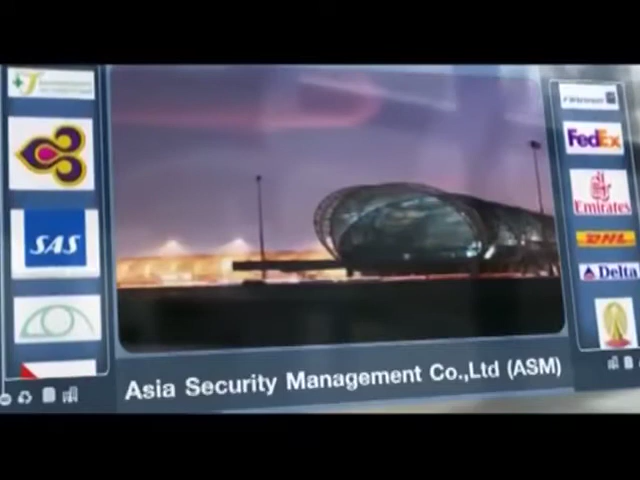 SAS
FedEx
Emirates
DHL
Delta
Asia Security Management Co.,Ltd (ASM)